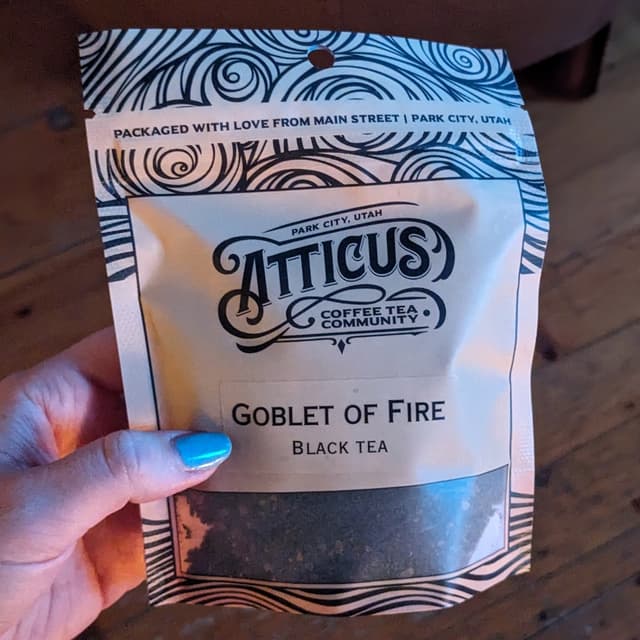 PACKAGED WITH LOVE FROM MAIN STREET | PARK CITY, UTAH
PARK CITY, UTAH
ATTICUS
COFFEE TEA
COMMUNITY
GOBLET OF FIRE
BLACK TEA